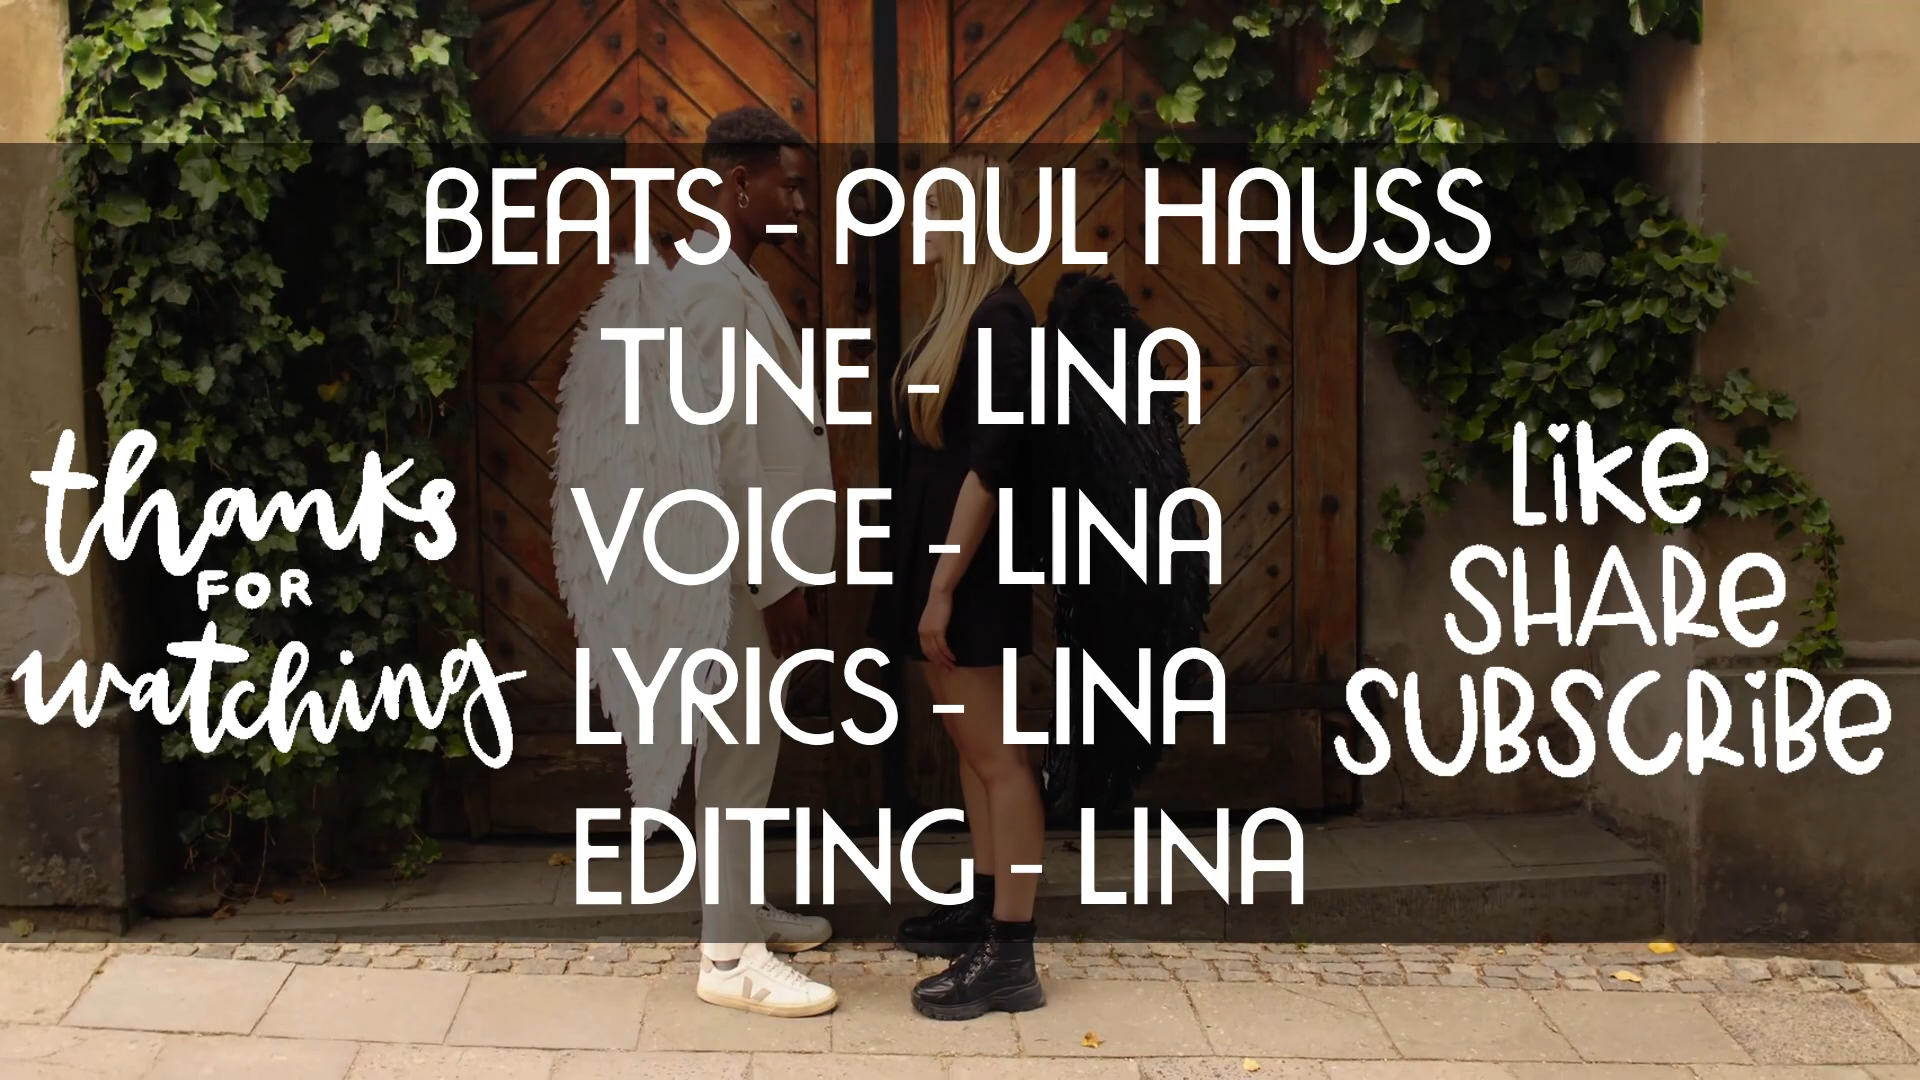 BEATS - PAUL HAUSS
TUNE - LINA
VOICE - LINA
LYRICS - LINA
EDITING - LINA
thanks
FOR
watching
Like
SHARe
SUBSCRiBe